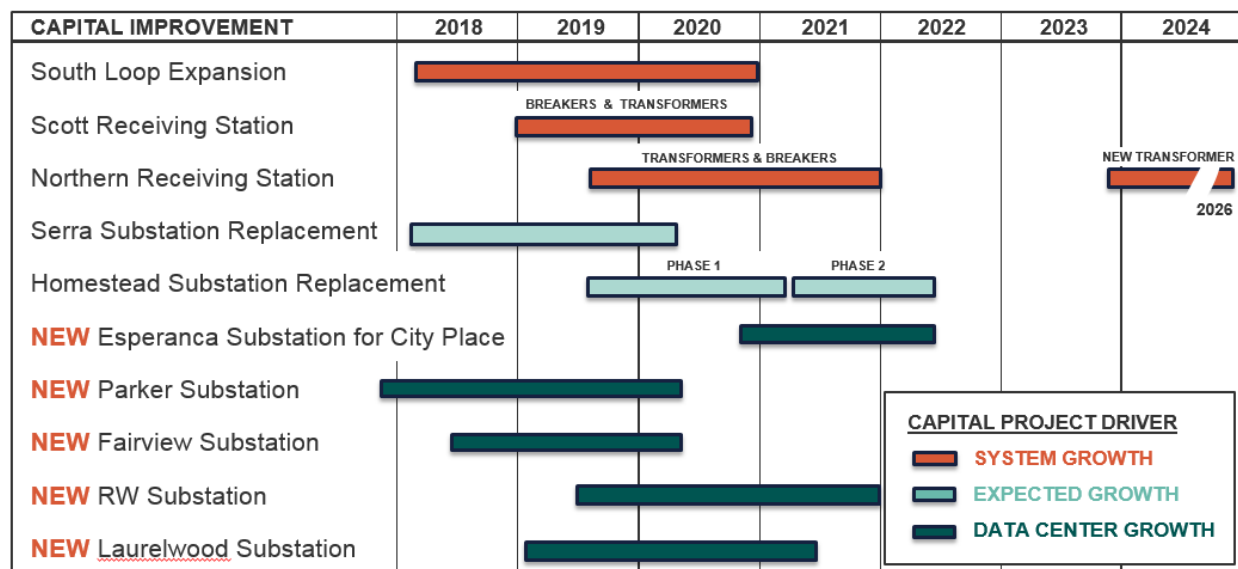 CAPITAL IMPROVEMENT 2018 2019 2020 2021 2022 2023 2024
South Loop Expansion
BREAKERS & TRANSFORMERS
Scott Receiving Station
TRANSFORMERS & BREAKERS NEW TRANSFORMER
Northern Receiving Station
2026
Serra Substation Replacement
PHASE 1 PHASE 2
Homestead Substation Replacement
NEW Esperanca Substation for City Place
NEW Parker Substation
NEW Fairview Substation
NEW RW Substation
NEW Laurelwood Substation
CAPITAL PROJECT DRIVER
SYSTEM GROWTH
EXPECTED GROWTH
DATA CENTER GROWTH